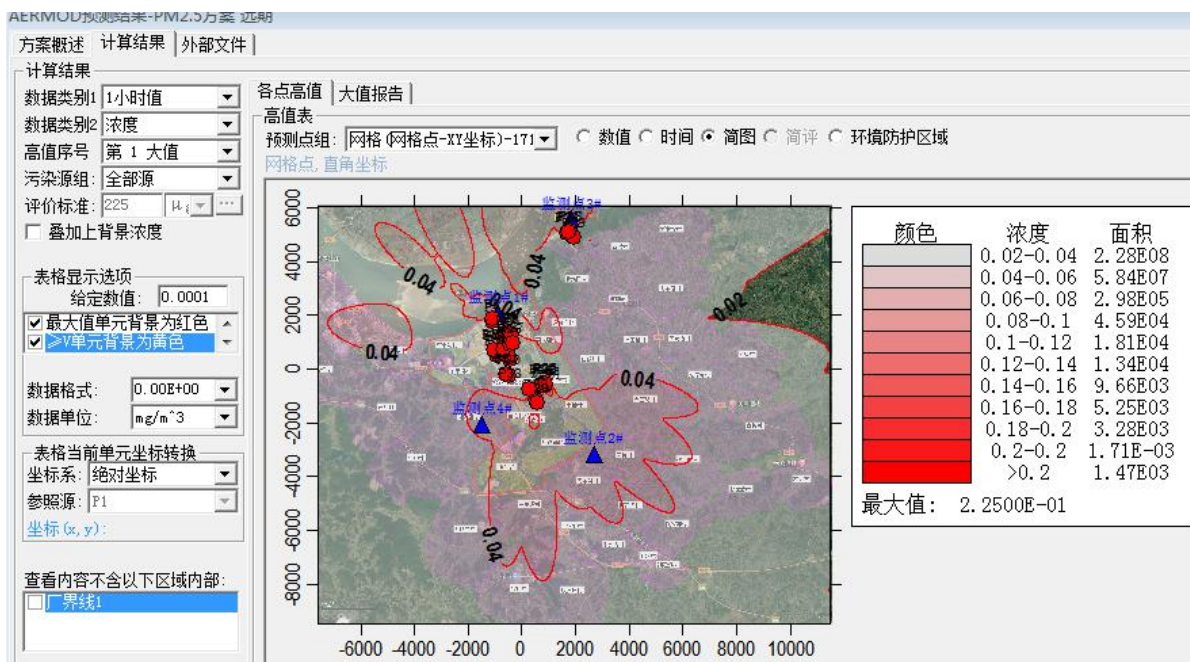 AERMOD预测结果-PM2.5方案 远期
方案概述 计算结果 外部文件
计算结果
数据类别1 1小时值
数据类别2 浓度
高值序号 第 1 大值
污染源组: 全部源
评价标准: 225
叠加上背景浓度
表格显示选项
给定数值: 0.0001
最大值单元背景为红色
≥V单元背景为黄色
数据格式: 0.00E+00
数据单位: mg/m^3
表格当前单元坐标转换
坐标系: 绝对坐标
参照源: P1
坐标(x,y):
查看内容不含以下区域内部:
厂界线1
各点高值 大值报告
高值表
预测点组: 网格(网格点-XY坐标)-171 数值 时间 简图 简评 环境防护区域
网格点,直角坐标
6000
4000
2000
0
-2000
-4000
-6000
-8000
监测点3#
0.04
0.04
监测点1#
0.04
0.02
0.04
0.04
监测点4#
监测点2#
0.04
-6000 -4000 -2000 0 2000 4000 6000 8000 10000
颜色 浓度 面积
0.02-0.04 2.28E08
0.04-0.06 5.84E07
0.06-0.08 2.98E05
0.08-0.1 4.59E04
0.1-0.12 1.81E04
0.12-0.14 1.34E04
0.14-0.16 9.66E03
0.16-0.18 5.25E03
0.18-0.2 3.28E03
0.2-0.2 1.71E-03
>0.2 1.47E03
最大值: 2.2500E-01